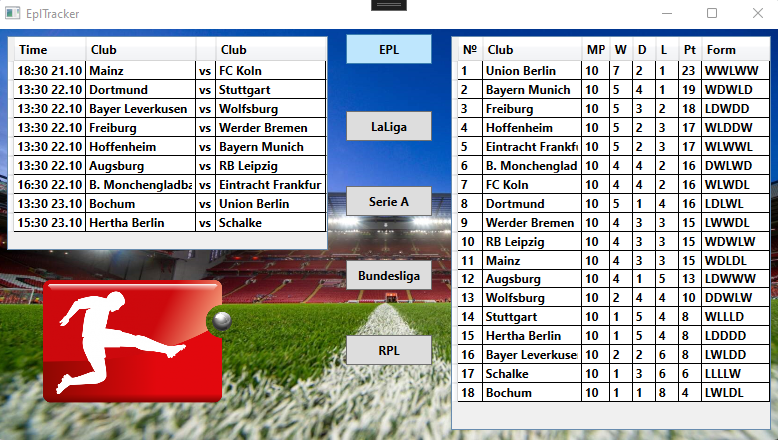 EplTracker
Time Club Club
18:30 21.10 Mainz vs FC Koln
13:30 22.10 Dortmund vs Stuttgart
13:30 22.10 Bayer Leverkusen vs Wolfsburg
13:30 22.10 Freiburg vs Werder Bremen
13:30 22.10 Hoffenheim vs Bayern Munich
13:30 22.10 Augsburg vs RB Leipzig
16:30 22.10 B. Monchengladba vs Eintracht Frankfur
13:30 23.10 Bochum vs Union Berlin
15:30 23.10 Hertha Berlin vs Schalke
EPL
LaLiga
Serie A
Bundesliga
RPL
№ Club MP W D L Pt Form
1 Union Berlin 10 7 2 1 23 WWLWW
2 Bayern Munich 10 5 4 1 19 WDWLD
3 Freiburg 10 5 3 2 18 LDWDD
4 Hoffenheim 10 5 2 3 17 WLDDW
5 Eintracht Frankfu 10 5 2 3 17 WLWWL
6 B. Monchenglad 10 4 4 2 16 DWLWD
7 FC Koln 10 4 4 2 16 WLWDL
8 Dortmund 10 5 1 4 16 LDLWL
9 Werder Bremen 10 4 3 3 15 LWWDL
10 RB Leipzig 10 4 3 3 15 WDWLW
11 Mainz 10 4 3 3 15 WDLDL
12 Augsburg 10 4 1 5 13 LDWWW
13 Wolfsburg 10 2 4 4 10 DDWLW
14 Stuttgart 10 1 5 4 8 WLLLD
15 Hertha Berlin 10 1 5 4 8 LDDDD
16 Bayer Leverkuse 10 2 2 6 8 LWLDD
17 Schalke 10 1 3 6 6 LLLLW
18 Bochum 10 1 1 8 4 LWLDL